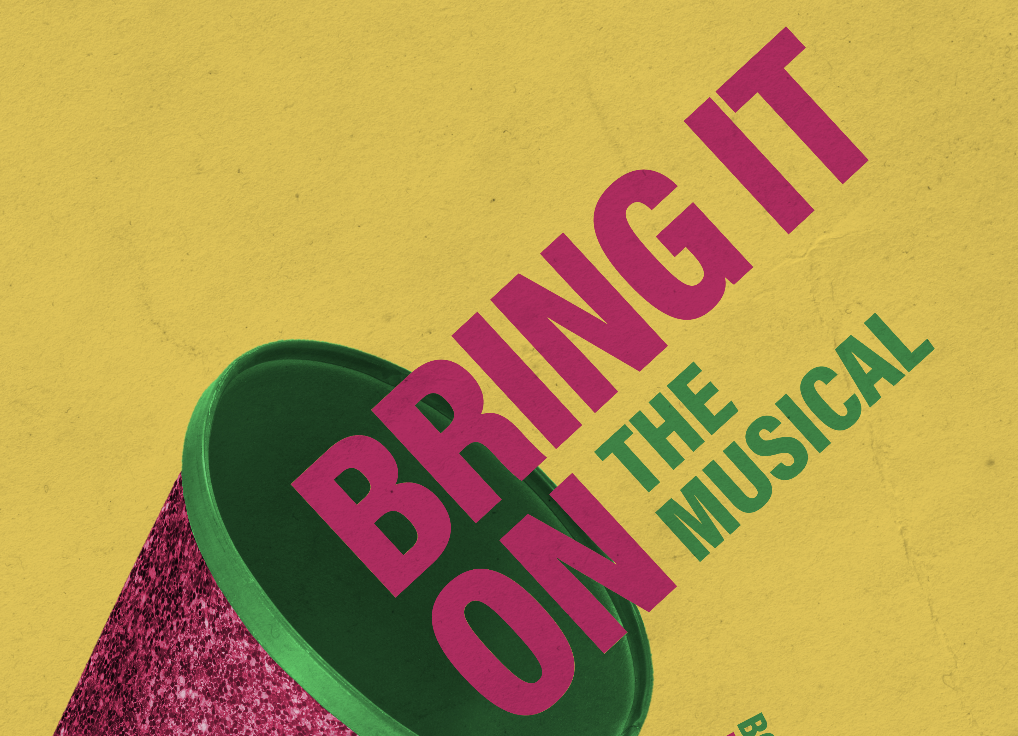 BRING IT
ON THE
MUSICAL